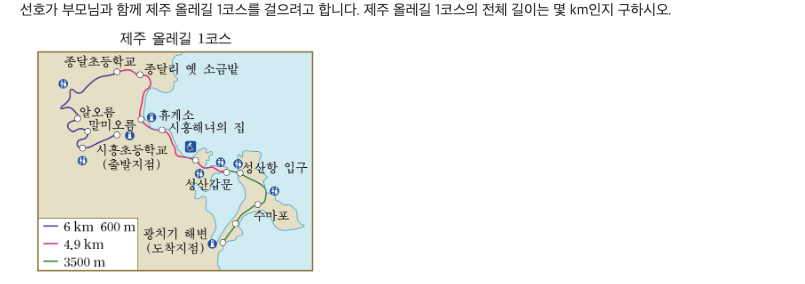 선호가 부모님과 함께 제주 올레길 1코스를 걸으려고 합니다. 제주 올레길 1코스의 전체 길이는 몇 km인지 구하시오.
제주 올레길 1코스
종달초등학교
종달리 옛 소금밭
알오름
휴게소
말미오름
시흥해녀의 집
시흥초등학교
(출발지점)
성산항 입구
성산갑문
수마포
광치기 해변
(도착지점)
6 km 600 m
4.9 km
3500 m